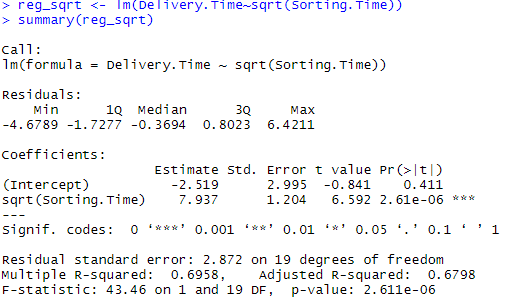 > reg_sqrt <- lm(Delivery.Time~sqrt(Sorting.Time))
> summary(reg_sqrt)
Call:
lm(formula = Delivery.Time ~ sqrt(Sorting.Time))
Residuals:
    Min      1Q  Median      3Q     Max
-4.6789 -1.7277 -0.3694  0.8023  6.4211
Coefficients:
                   Estimate Std. Error t value Pr(>|t|)
(Intercept)          -2.519      2.995  -0.841    0.411
sqrt(Sorting.Time)    7.937      1.204   6.592 2.61e-06 ***
---
Signif. codes:  0 ‘***’ 0.001 ‘**’ 0.01 ‘*’ 0.05 ‘.’ 0.1 ‘ ’ 1
Residual standard error: 2.872 on 19 degrees of freedom
Multiple R-squared:  0.6958,    Adjusted R-squared:  0.6798
F-statistic: 43.46 on 1 and 19 DF,  p-value: 2.611e-06